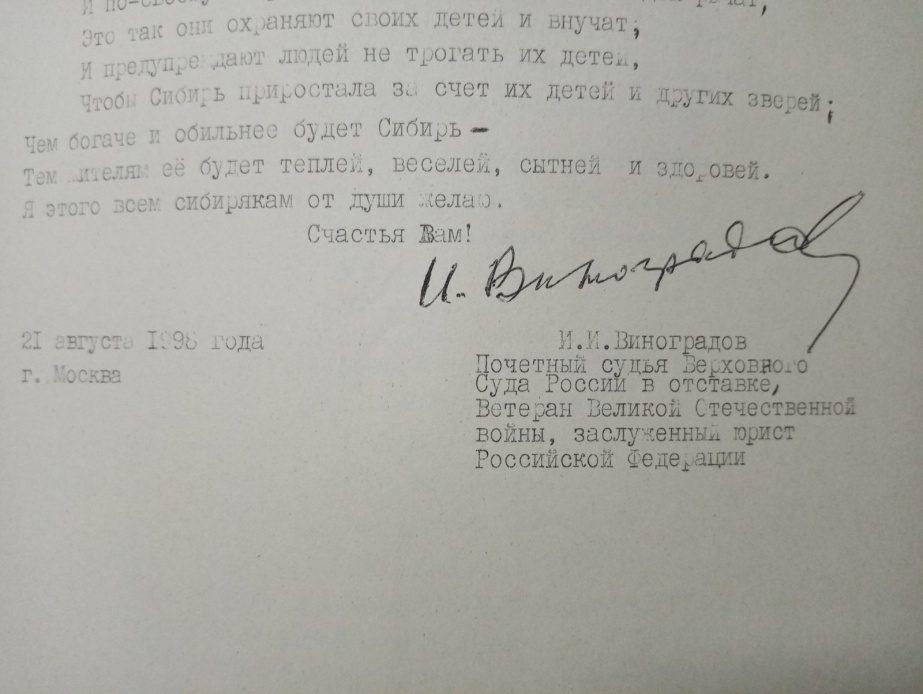 И по-своему
Это так они охраняют своих детей и внучат;
И предупреждают людей не трогать их детей,
Чтобы Сибирь приростала за счет их детей и других зверей;
Чем богаче и обильнее будет Сибирь –
Тем жителям её будет теплей, веселей, сытней и здоровей.
Я этого всем сибирякам от души желаю.
Счастья Вам!
И. Виноградов
21 августа 1998 года
г. Москва
И.И.Виноградов
Почетный судья Верховного
Суда России в отставке,
Ветеран Великой Отечественной
войны, заслуженный юрист
Российской Федерации